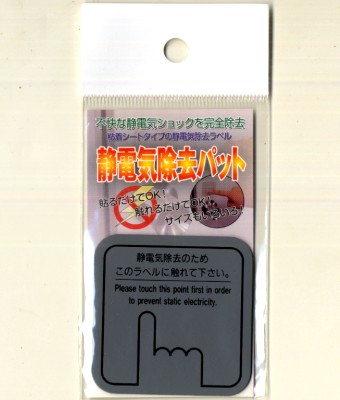 不快な静電気ショックを完全除去
粘着シートタイプの静電気除去ラベル
静電気除去パット
貼るだけでOK!
触れるだけでOK!
サイズもいろいろ!
静電気除去のため
このラベルに触れて下さい。
Please touch this point first in order
to prevent static electricity.